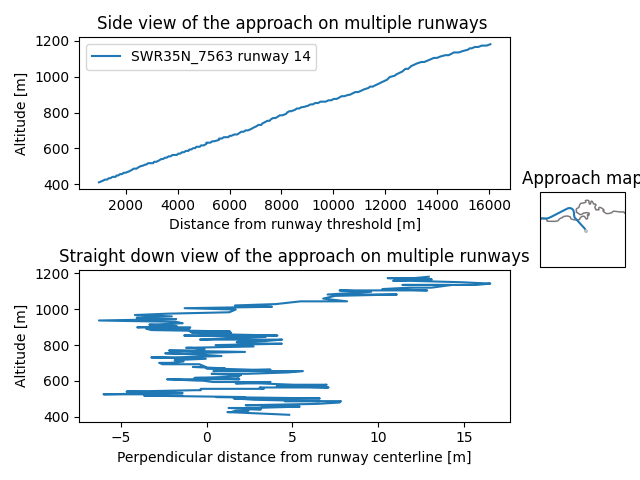 Side view of the approach on multiple runways
1200
1000
800
600
400
Altitude [m]
SWR35N_7563 runway 14
2000 4000 6000 8000 10000 12000 14000 16000
Distance from runway threshold [m]
Approach map
Straight down view of the approach on multiple runways
1200
1000
800
600
400
Altitude [m]
−5 0 5 10 15
Perpendicular distance from runway centerline [m]